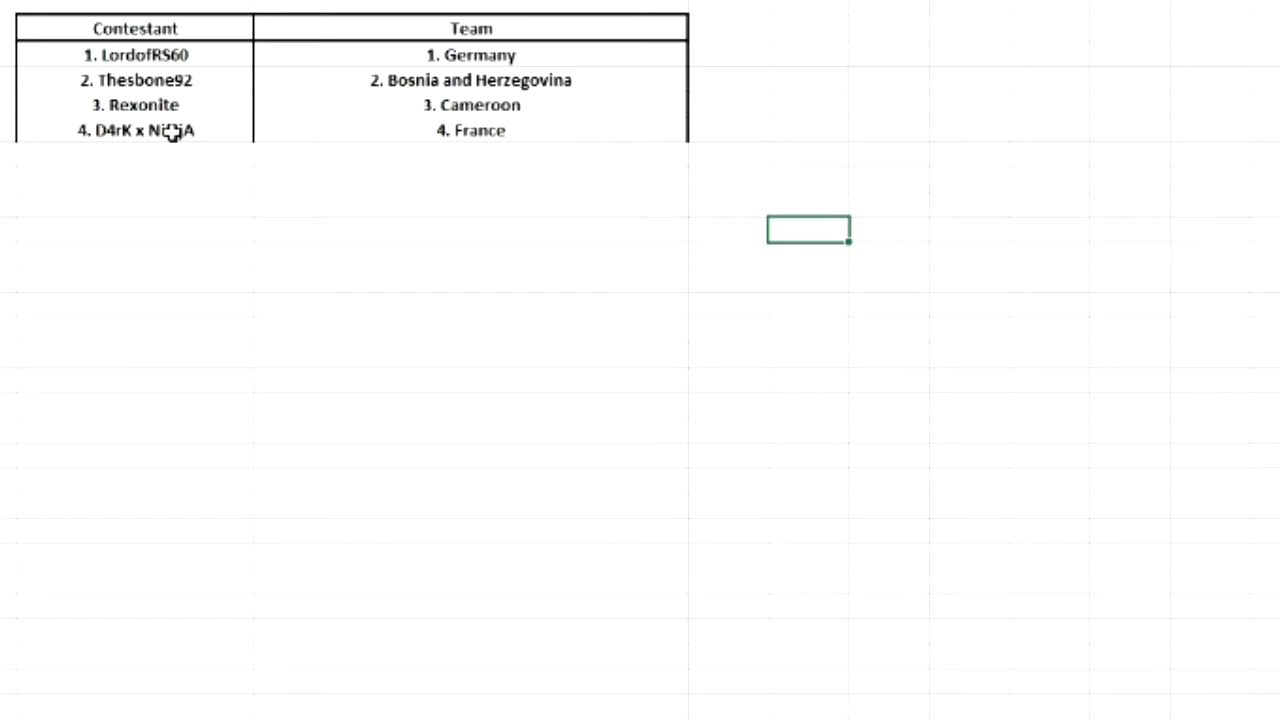 Contestant Team
1. LordofRS60 1. Germany
2. Thesbone92 2. Bosnia and Herzegovina
3. Rexonite 3. Cameroon
4. D4rK x 4. France